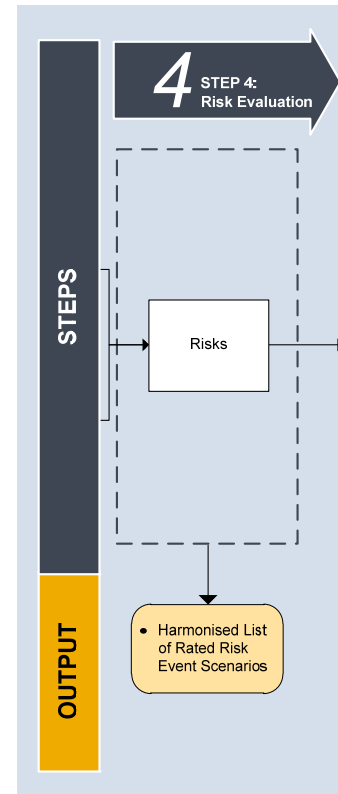 4
STEP 4:
Risk Evaluation
STEPS
Risks
OUTPUT
• Harmonised List
of Rated Risk
Event Scenarios